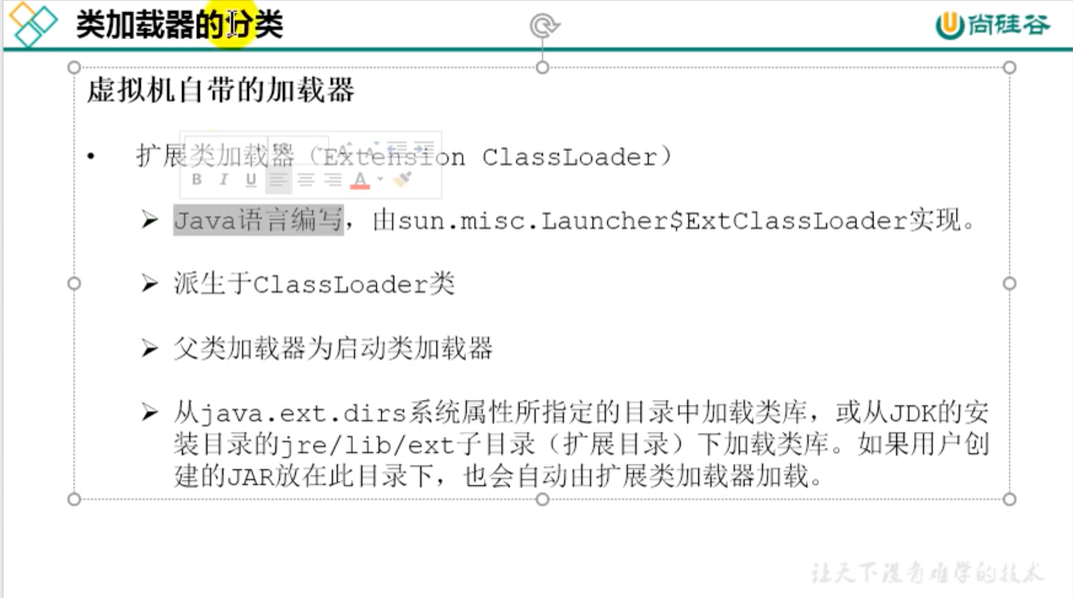 类加载器的分类
尚硅谷
虚拟机自带的加载器
• 扩展类加载器（Extension ClassLoader）
B I U A
➢ Java语言编写，由sun.misc.Launcher$ExtClassLoader实现。
➢ 派生于ClassLoader类
➢ 父类加载器为启动类加载器
➢ 从java.ext.dirs系统属性所指定的目录中加载类库，或从JDK的安
装目录的jre/lib/ext子目录（扩展目录）下加载类库。如果用户创
建的JAR放在此目录下，也会自动由扩展类加载器加载。
让天下没有难学的技术